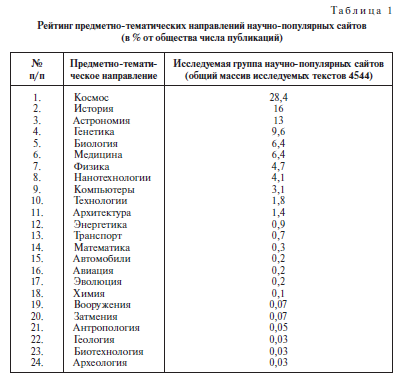 Таблица 1
Рейтинг предметно-тематических направлений научно-популярных сайтов
(в % от общества числа публикаций)
№ п/п | Предметно-темати-ческое направление | Исследуемая группа научно-популярных сайтов (общий массив исследуемых текстов 4544)
1. Космос 28,4
2. История 16
3. Астрономия 13
4. Генетика 9,6
5. Биология 6,4
6. Медицина 6,4
7. Физика 4,7
8. Нанотехнологии 4,1
9. Компьютеры 3,1
10. Технологии 1,8
11. Архитектура 1,4
12. Энергетика 0,9
13. Транспорт 0,7
14. Математика 0,3
15. Автомобили 0,2
16. Авиация 0,2
17. Эволюция 0,2
18. Химия 0,1
19. Вооружения 0,07
20. Затмения 0,07
21. Антропология 0,05
22. Геология 0,03
23. Биотехнология 0,03
24. Археология 0,03